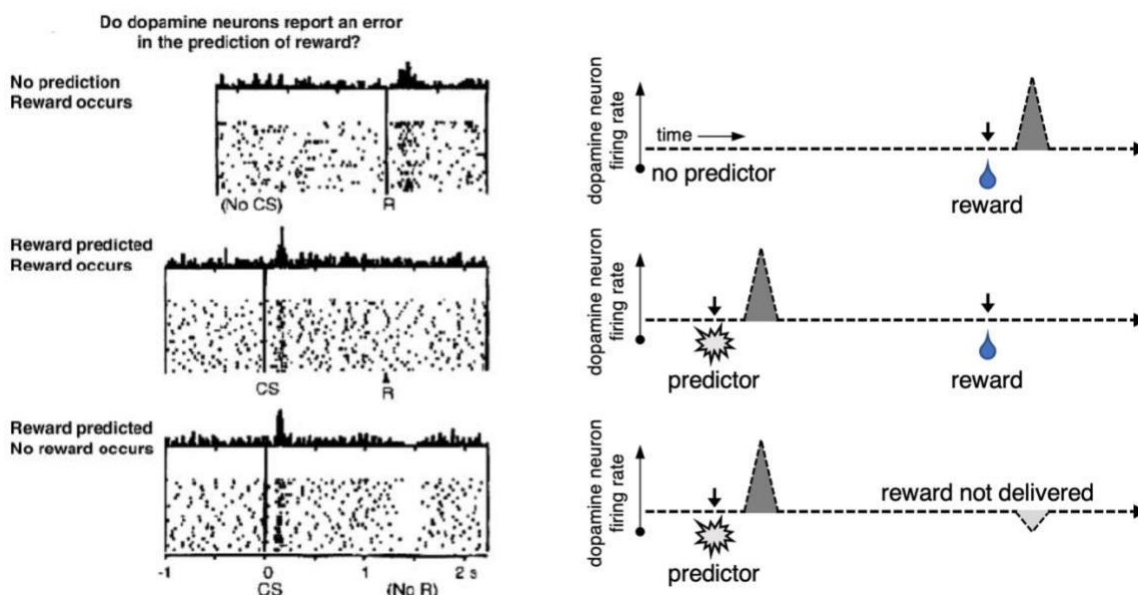 Do dopamine neurons report an error
in the prediction of reward?
No prediction
Reward occurs
(No CS)
R
Reward predicted
Reward occurs
CS
R
Reward predicted
No reward occurs
-1
0
1
2 s
CS
(No R)
dopamine neuron
firing rate
time
no predictor
reward
dopamine neuron
firing rate
predictor
reward
dopamine neuron
firing rate
reward not delivered
predictor